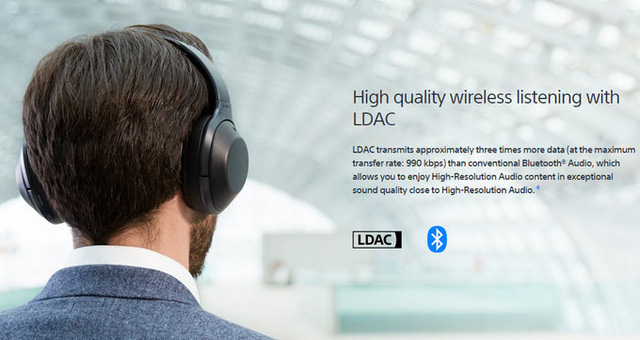 High quality wireless listening with
LDAC
LDAC transmits approximately three times more data (at the maximum
transfer rate: 990 kbps) than conventional Bluetooth® Audio, which
allows you to enjoy High-Resolution Audio content in exceptional
sound quality close to High-Resolution Audio.
LDAC